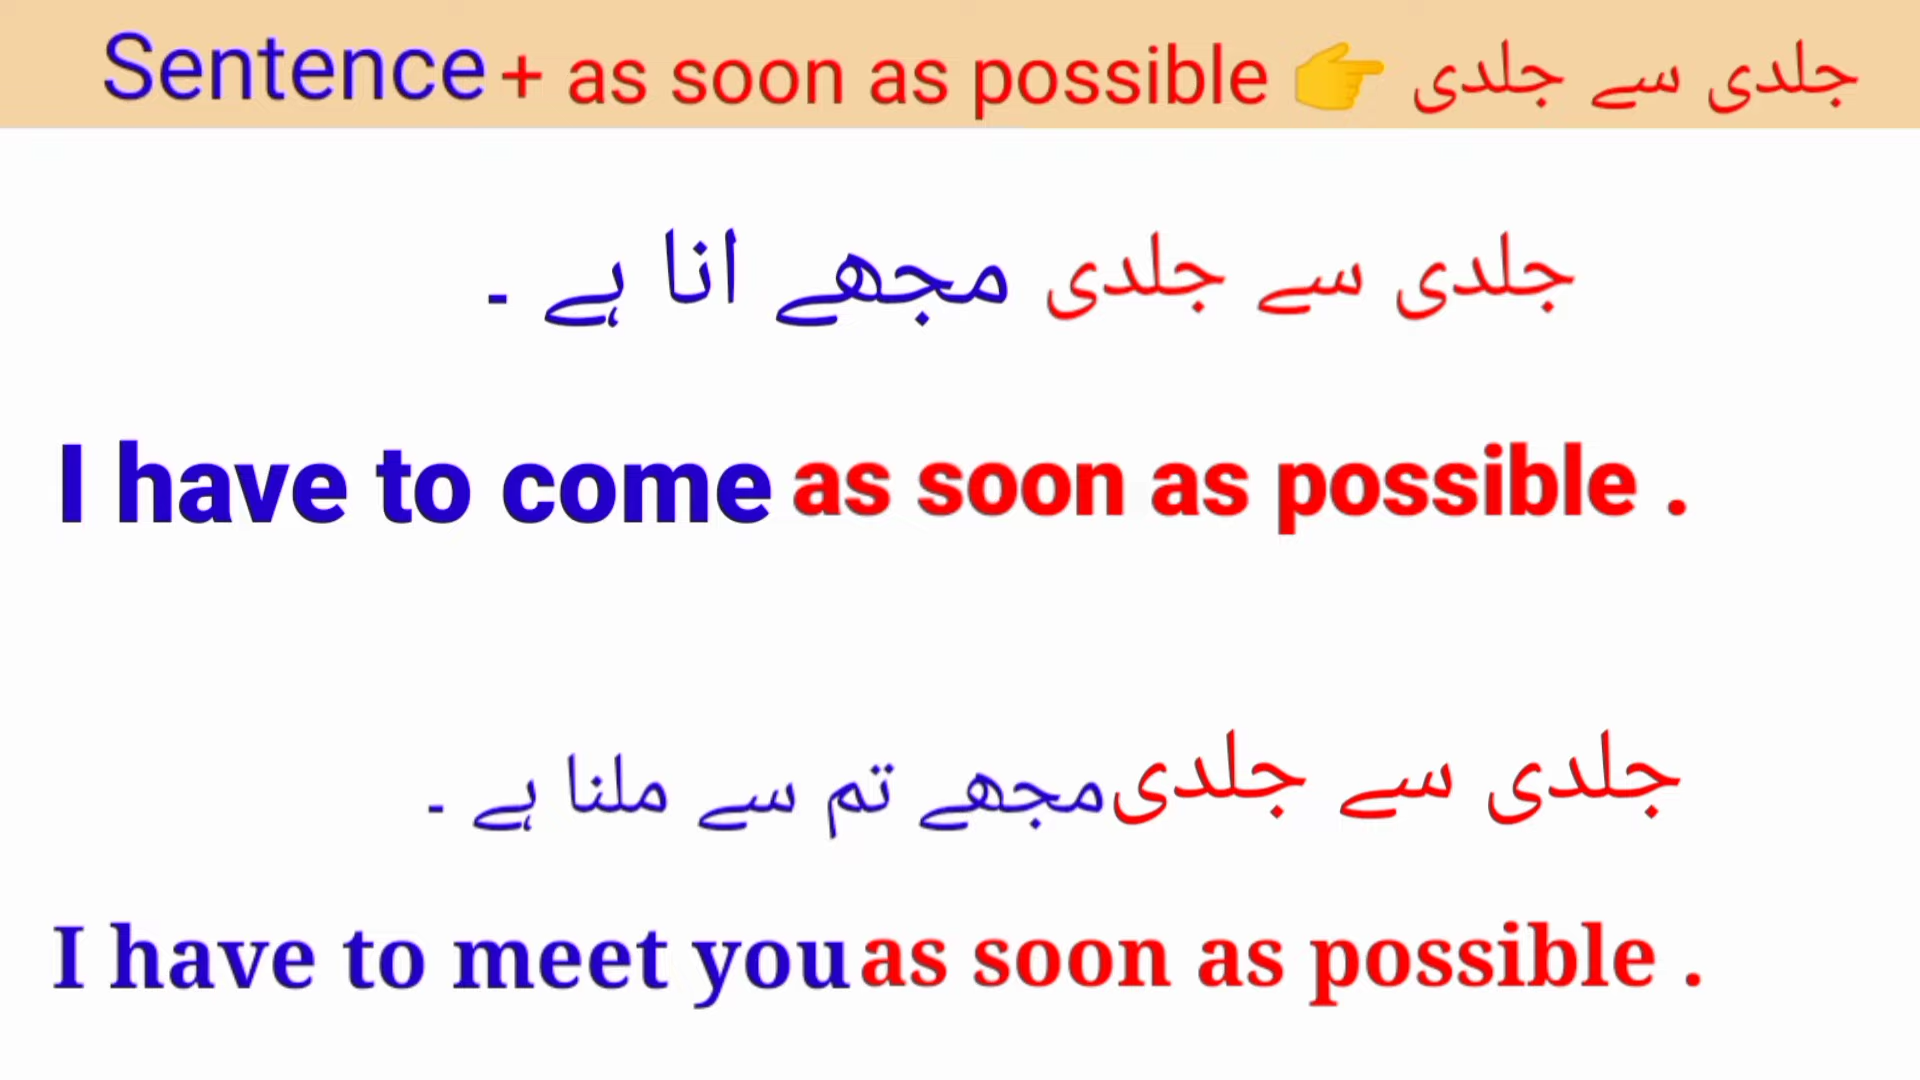 Sentence + as soon as possible 👉 جلدی سے جلدی
جلدی سے جلدی مجھے انا ہے ۔
I have to come as soon as possible .
جلدی سے جلدی مجھے تم سے ملنا ہے ۔
I have to meet you as soon as possible .